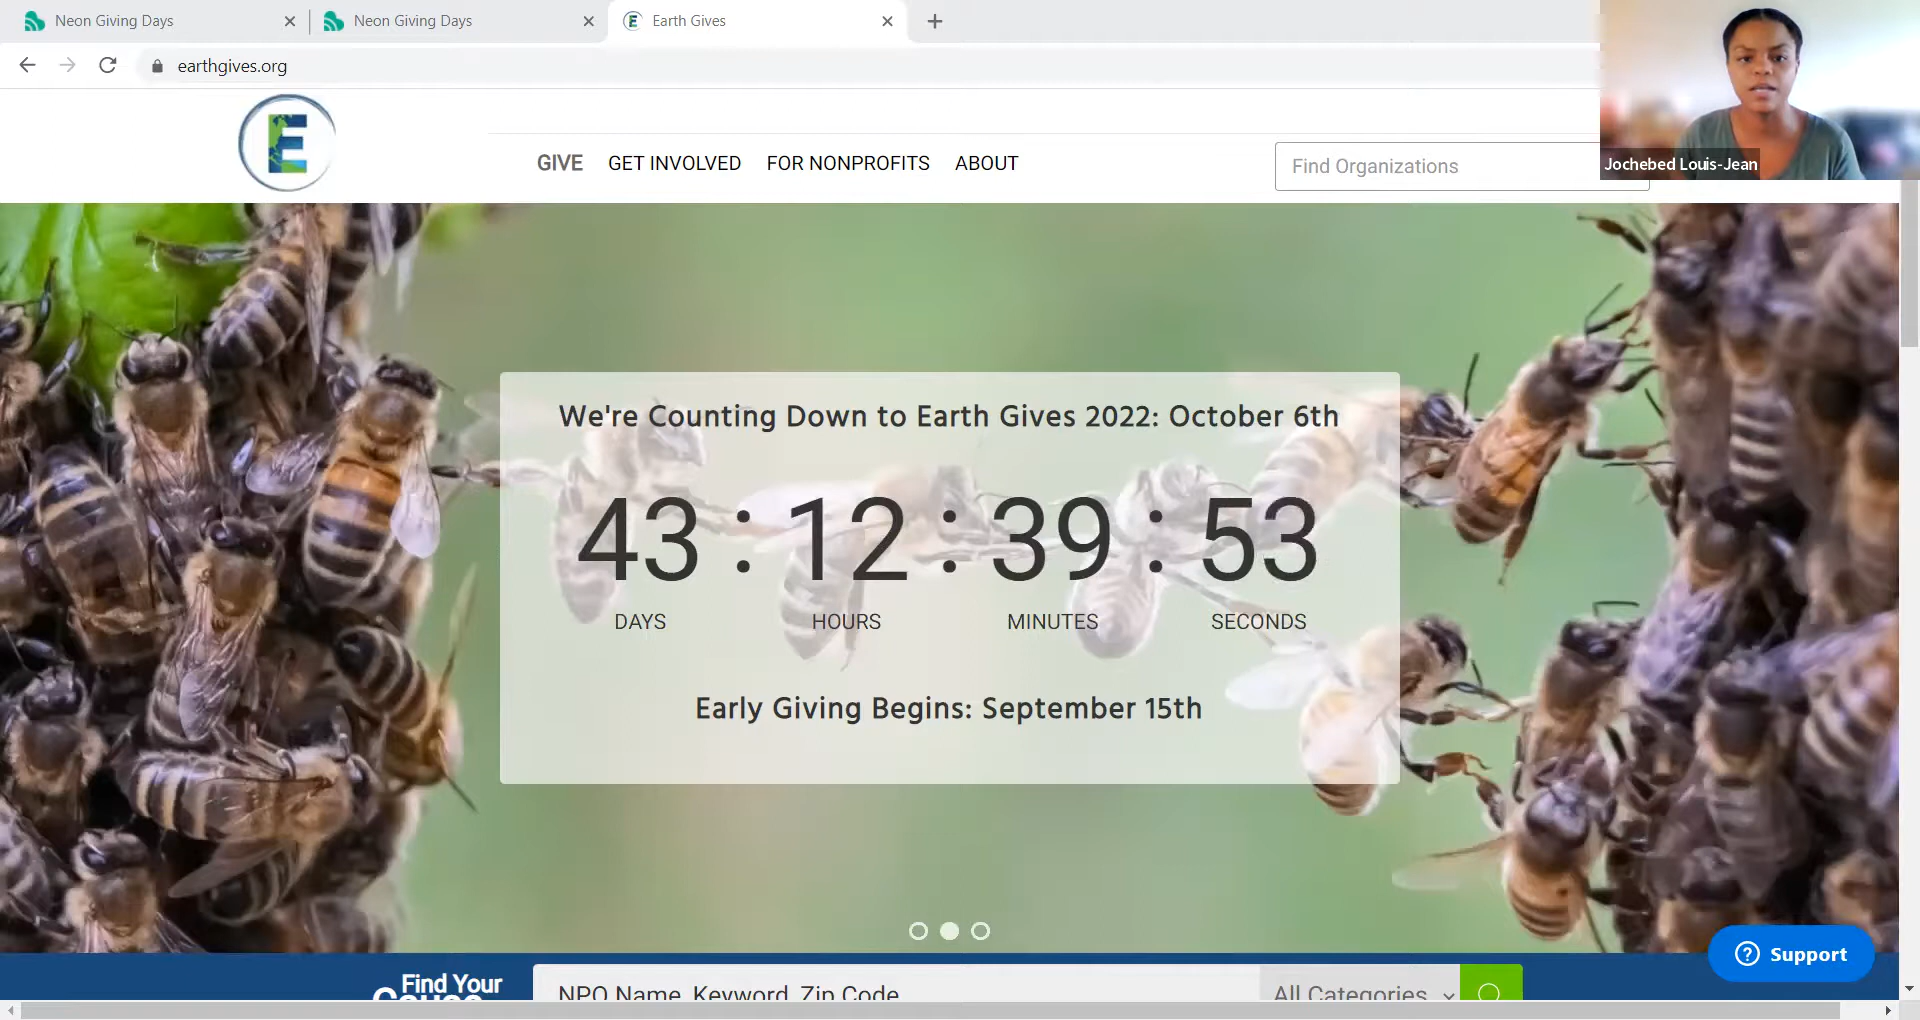 Neon Giving Days
Neon Giving Days
Earth Gives
earthgives.org
E
GIVE
GET INVOLVED
FOR NONPROFITS
ABOUT
Find Organizations
Jochebed Louis-Jean
We're Counting Down to Earth Gives 2022: October 6th
43 : 12 : 39 : 53
DAYS
HOURS
MINUTES
SECONDS
Early Giving Begins: September 15th
Support
Find Your
Cause
NPO Name, Keyword, Zip Code
All Categories